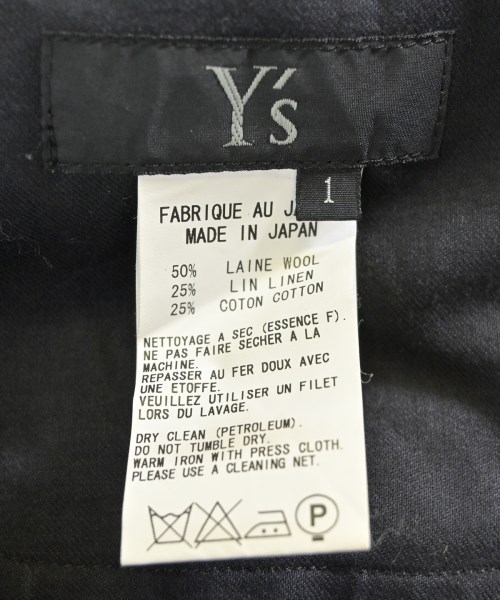 Y's
1
FABRIQUE AU J
MADE IN JAPAN
50% LAINE WOOL
25% LIN LINEN
25% COTON COTTON
NETTOYAGE A SEC (ESSENCE F).
NE PAS FAIRE SECHER A LA
MACHINE.
REPASSER AU FER DOUX AVEC
UNE ETOFFE.
VEUILLEZ UTILISER UN FILET
LORS DU LAVAGE.
DRY CLEAN (PETROLEUM).
DO NOT TUMBLE DRY.
WARM IRON WITH PRESS CLOTH.
PLEASE USE A CLEANING NET.
P